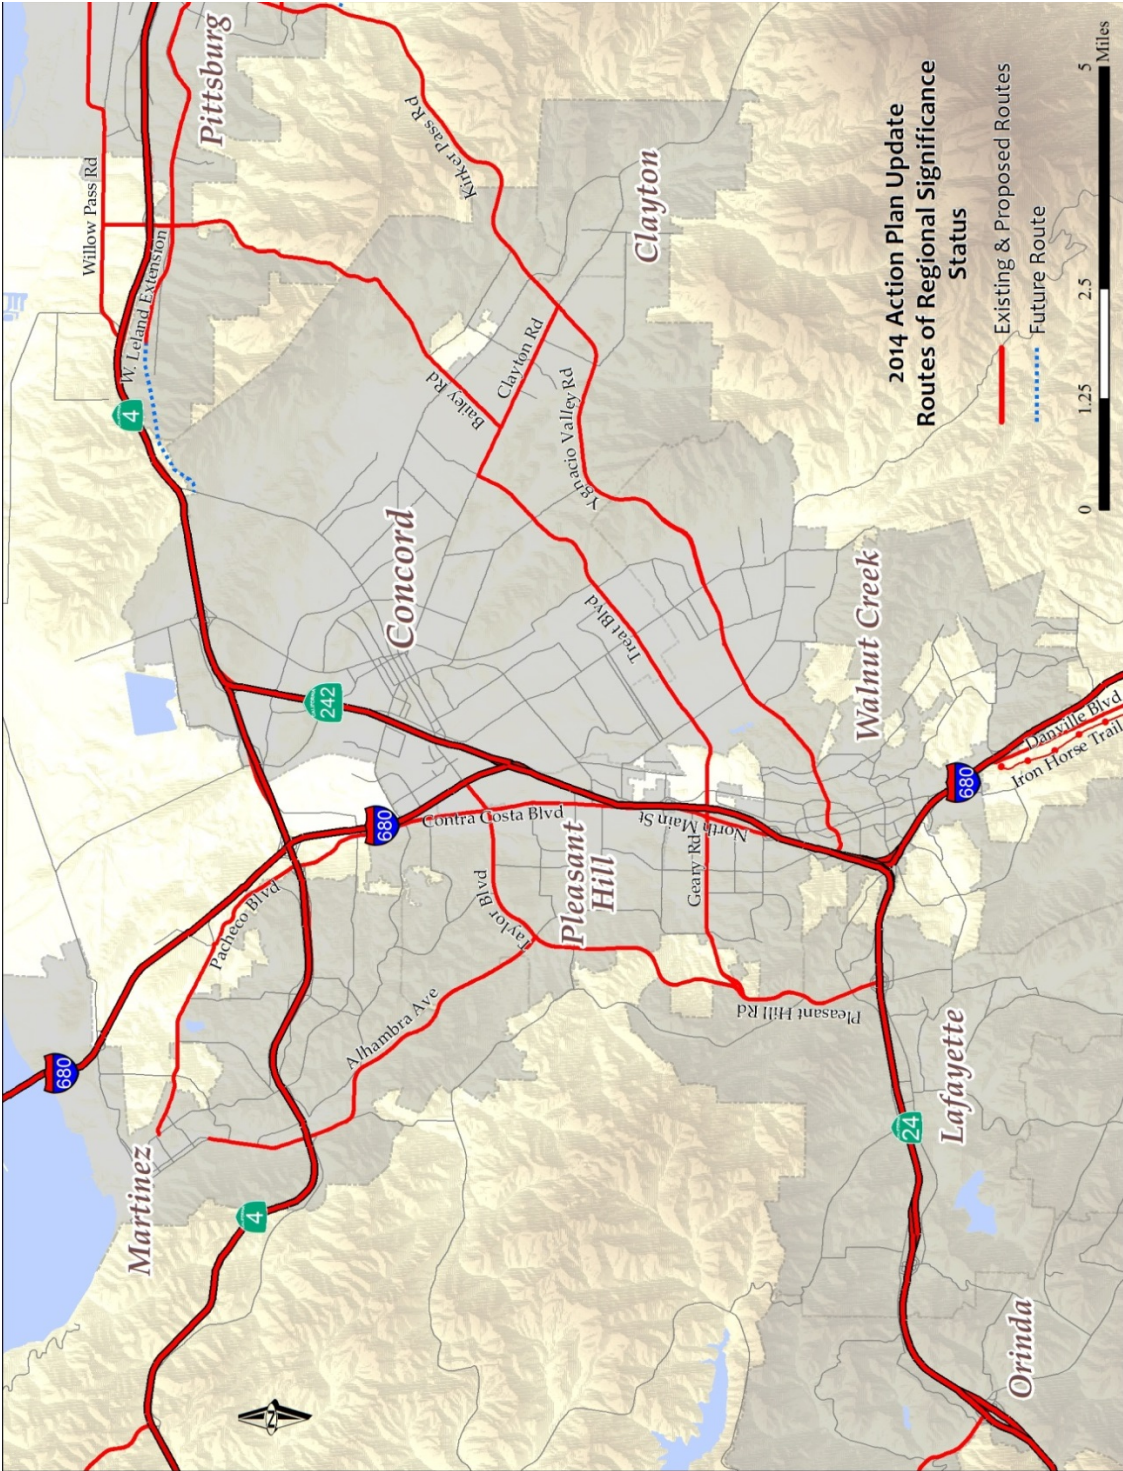 Martinez
4
680
Pacheco Blvd
Alhambra Ave
680
242
4
W. Leland Extension
Willow Pass Rd
Pittsburg
Kirker Pass Rd
Concord
Bailey Rd
Clayton Rd
Clayton
Ygnacio Valley Rd
Treat Blvd
Contra Costa Blvd
Taylor Blvd
Pleasant
Hill
North Main St
Geary Rd
Pleasant Hill Rd
Walnut Creek
Lafayette
24
Orinda
680
Danville Blvd
Iron Horse Trail
N
2014 Action Plan Update
Routes of Regional Significance
Status
Existing & Proposed Routes
Future Route
0 1.25 2.5 5
Miles